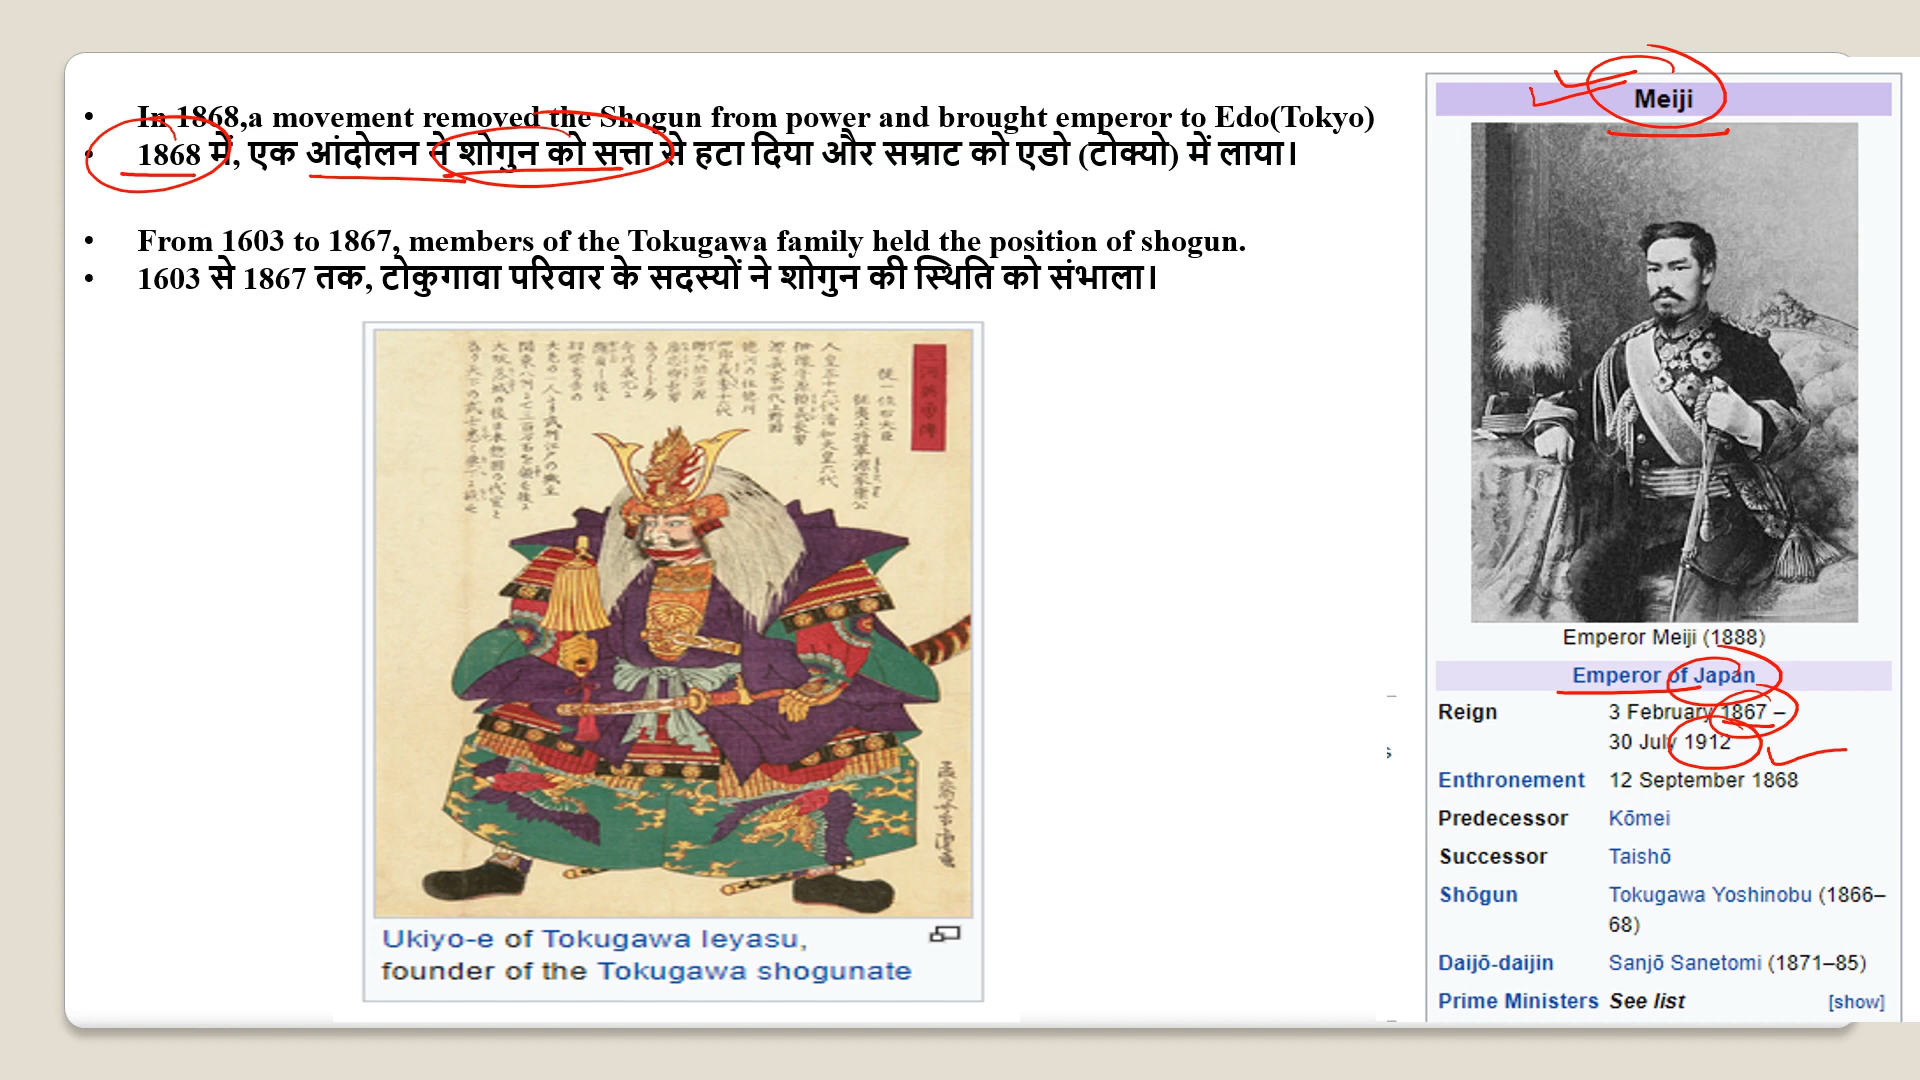 • In 1868,a movement removed the Shogun from power and brought emperor to Edo(Tokyo)
• 1868 में, एक आंदोलन ने शोगुन को सत्ता से हटा दिया और सम्राट को एडो (टोक्यो) में लाया।
• From 1603 to 1867, members of the Tokugawa family held the position of shogun.
• 1603 से 1867 तक, टोकुगावा परिवार के सदस्यों ने शोगुन की स्थिति को संभाला।
Ukiyo-e of Tokugawa Ieyasu,
founder of the Tokugawa shogunate
Meiji
Emperor Meiji (1888)
Emperor of Japan
Reign 3 February 1867 –
30 July 1912
Enthronement 12 September 1868
Predecessor Kōmei
Successor Taishō
Shōgun Tokugawa Yoshinobu (1866–
68)
Daijō-daijin Sanjō Sanetomi (1871–85)
Prime Ministers See list [show]